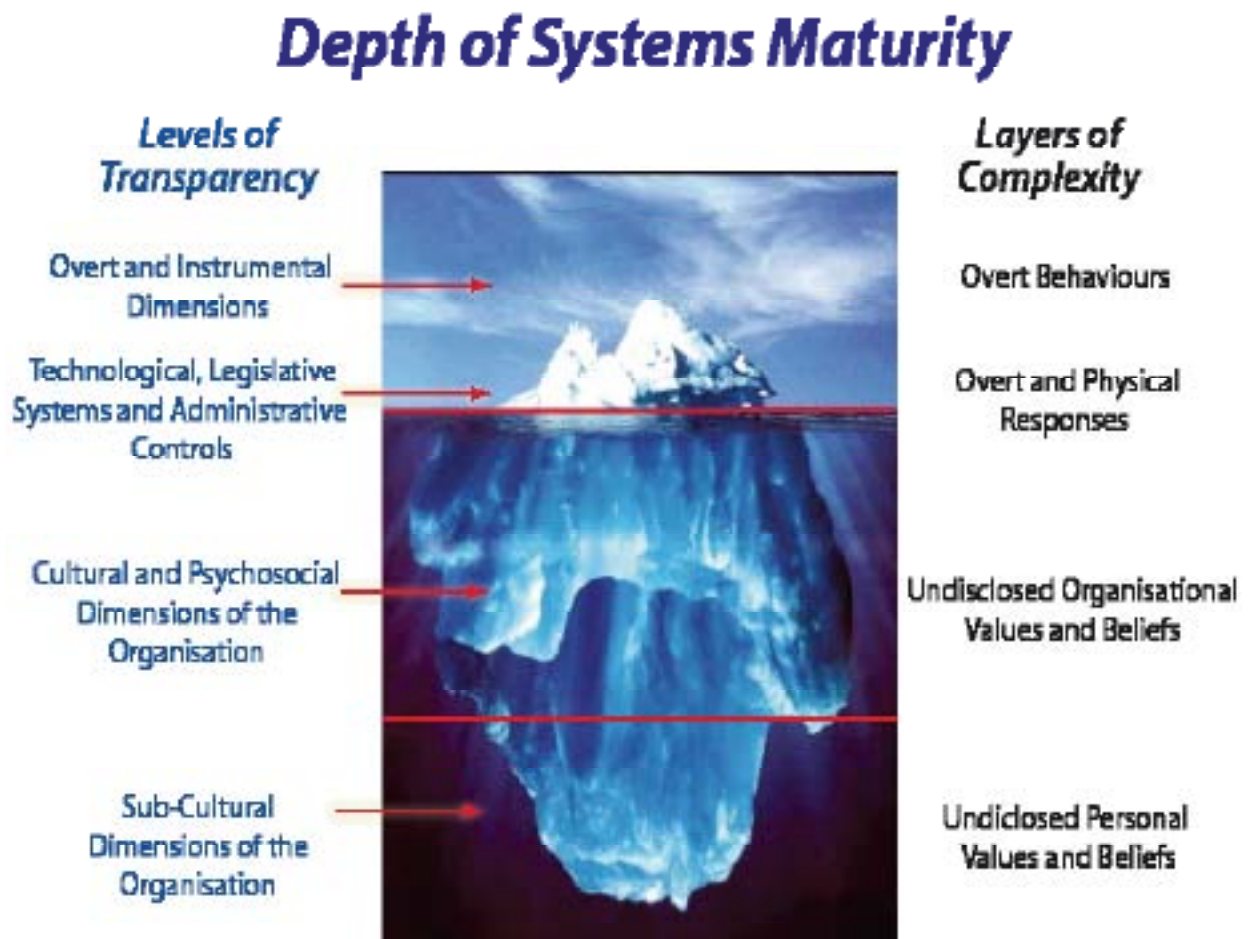 Depth of Systems Maturity
Levels of
Transparency
Overt and Instrumental
Dimensions
Technological, Legislative
Systems and Administrative
Controls
Cultural and Psychosocial
Dimensions of the
Organisation
Sub-Cultural
Dimensions of the
Organisation
Layers of
Complexity
Overt Behaviours
Overt and Physical
Responses
Undisclosed Organisational
Values and Beliefs
Undiclosed Personal
Values and Beliefs